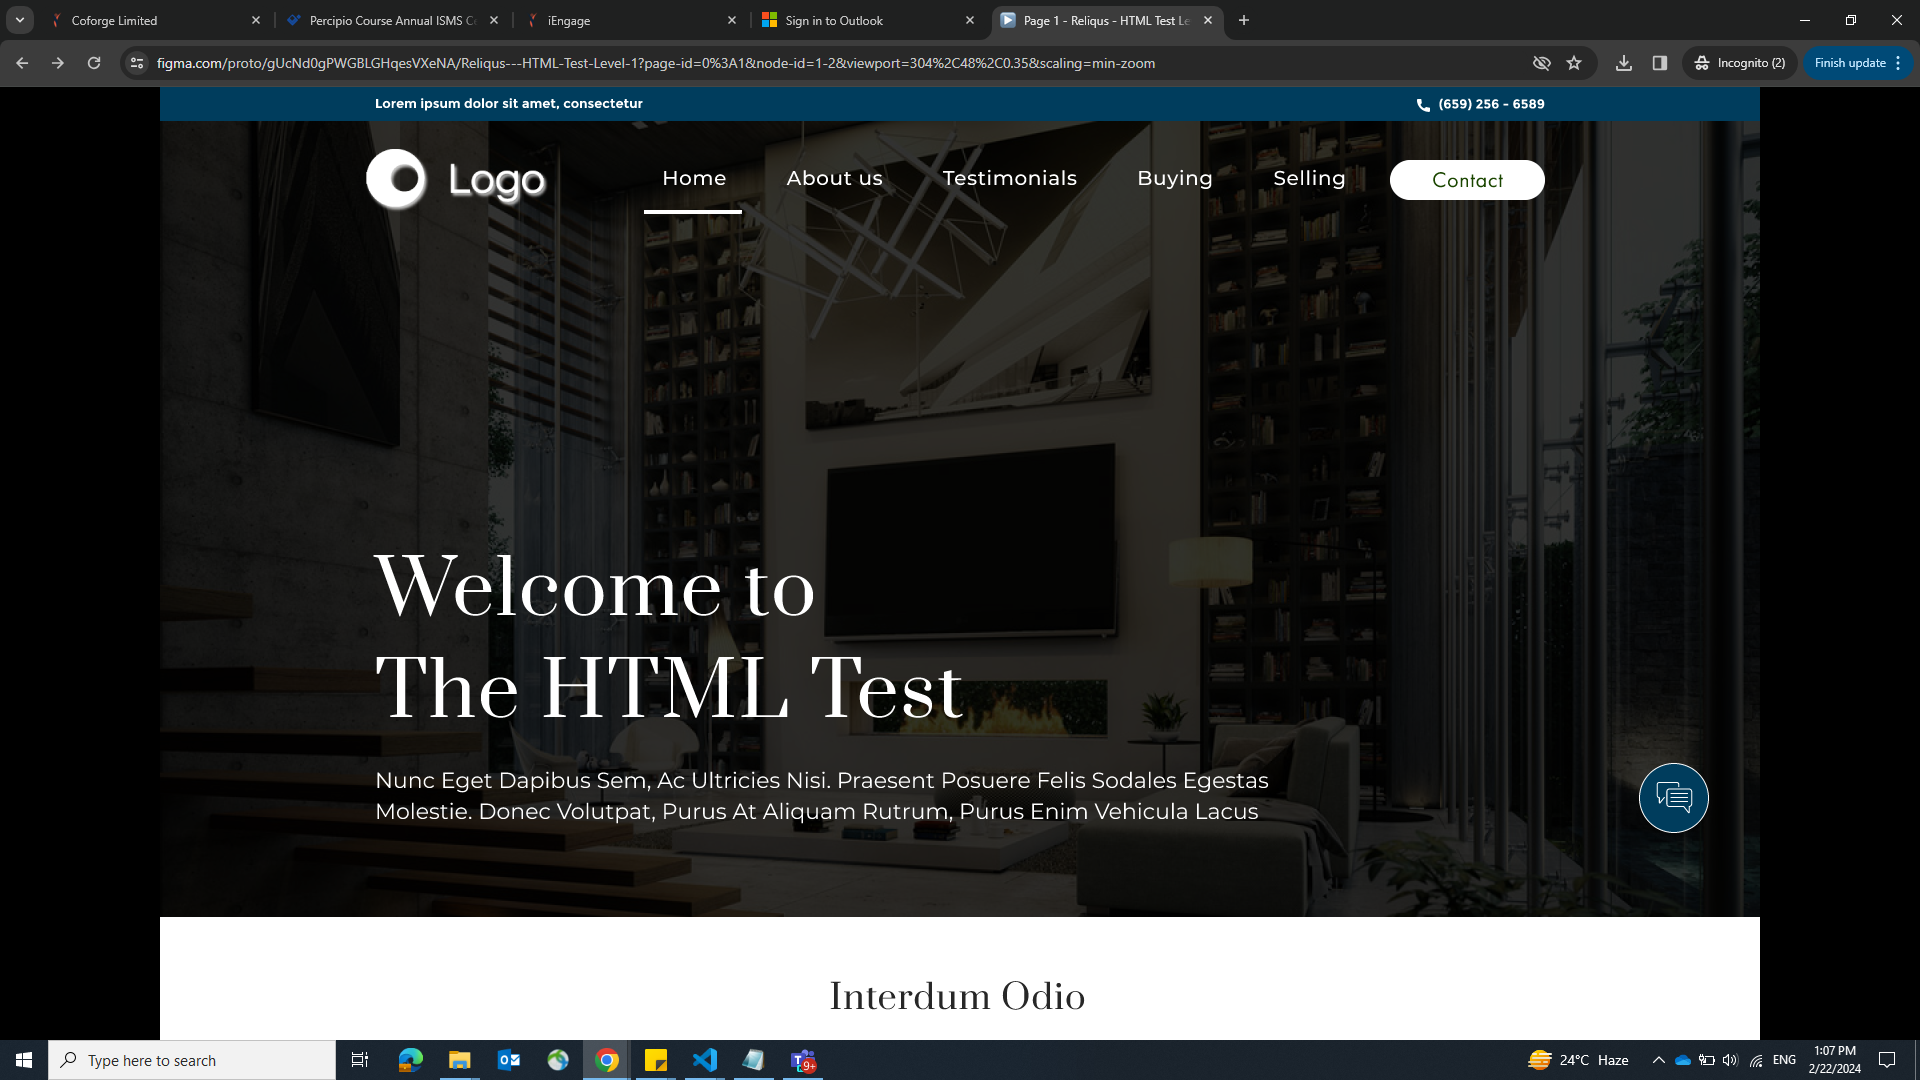 Coforge Limited
Percipio Course Annual ISMS Ce
iEngage
Sign in to Outlook
Page 1 - Reliqus - HTML Test Le
figma.com/proto/gUcNd0gPWGBLGHqesVXeNA/Reliqus---HTML-Test-Level-1?page-id=0%3A1&node-id=1-2&viewport=304%2C48%2C0.35&scaling=min-zoom
Incognito (2)
Finish update
Lorem ipsum dolor sit amet, consectetur
(659) 256 - 6589
Logo
Home
About us
Testimonials
Buying
Selling
Contact
Welcome to
The HTML Test
Nunc Eget Dapibus Sem, Ac Ultricies Nisi. Praesent Posuere Felis Sodales Egestas
Molestie. Donec Volutpat, Purus At Aliquam Rutrum, Purus Enim Vehicula Lacus
Interdum Odio
Type here to search
9+
24°C Haze
ENG
1:07 PM
2/22/2024